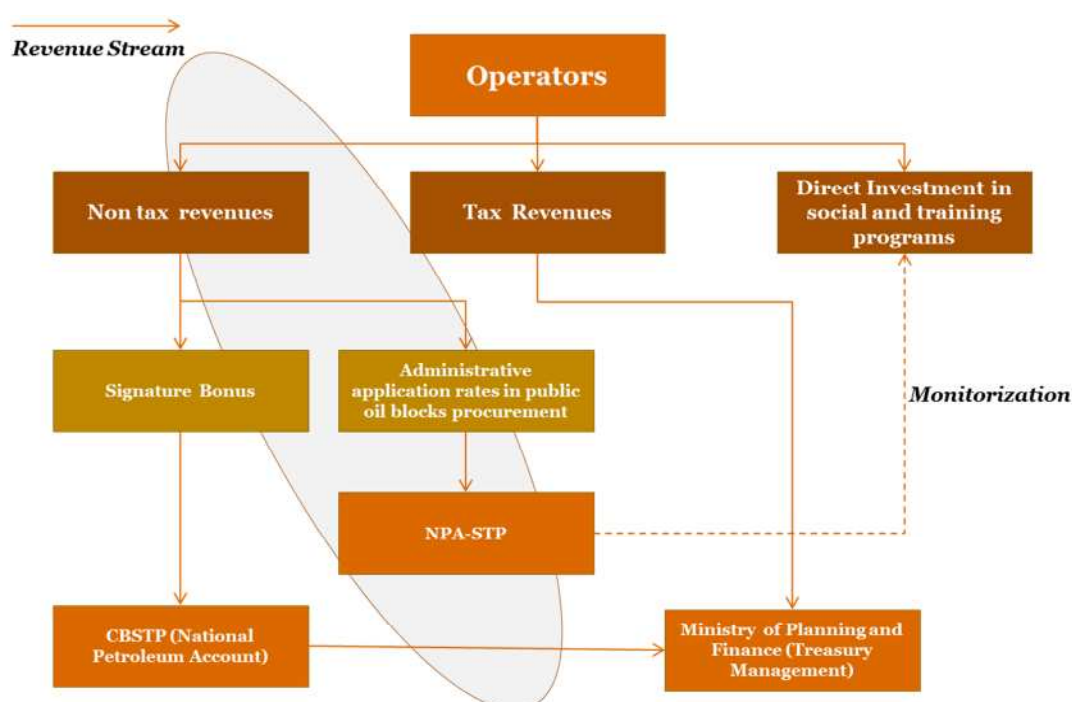 Revenue Stream
Operators
Non tax revenues
Tax Revenues
Direct Investment in
social and training
programs
Signature Bonus
Administrative
application rates in public
oil blocks procurement
Monitorization
NPA-STP
CBSTP (National
Petroleum Account)
Ministry of Planning and
Finance (Treasury
Management)